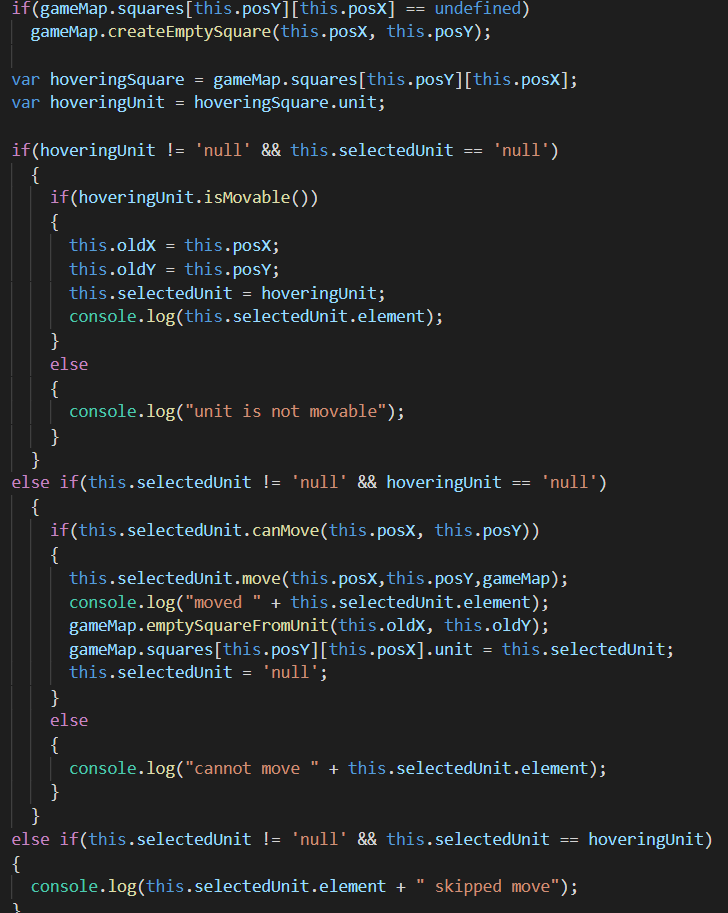 if(gameMap.squares[this.posY][this.posX] == undefined)
  gameMap.createEmptySquare(this.posX, this.posY);

var hoveringSquare = gameMap.squares[this.posY][this.posX];
var hoveringUnit = hoveringSquare.unit;

if(hoveringUnit != 'null' && this.selectedUnit == 'null')
  {
    if(hoveringUnit.isMovable())
    {
      this.oldX = this.posX;
      this.oldY = this.posY;
      this.selectedUnit = hoveringUnit;
      console.log(this.selectedUnit.element);
    }
    else
    {
      console.log("unit is not movable");
    }
  }
else if(this.selectedUnit != 'null' && hoveringUnit == 'null')
  {
    if(this.selectedUnit.canMove(this.posX, this.posY))
    {
      this.selectedUnit.move(this.posX,this.posY,gameMap);
      console.log("moved " + this.selectedUnit.element);
      gameMap.emptySquareFromUnit(this.oldX, this.oldY);
      gameMap.squares[this.posY][this.posX].unit = this.selectedUnit;
      this.selectedUnit = 'null';
    }
    else
    {
      console.log("cannot move " + this.selectedUnit.element);
    }
  }
else if(this.selectedUnit != 'null' && this.selectedUnit == hoveringUnit)
{
  console.log(this.selectedUnit.element + " skipped move");
}